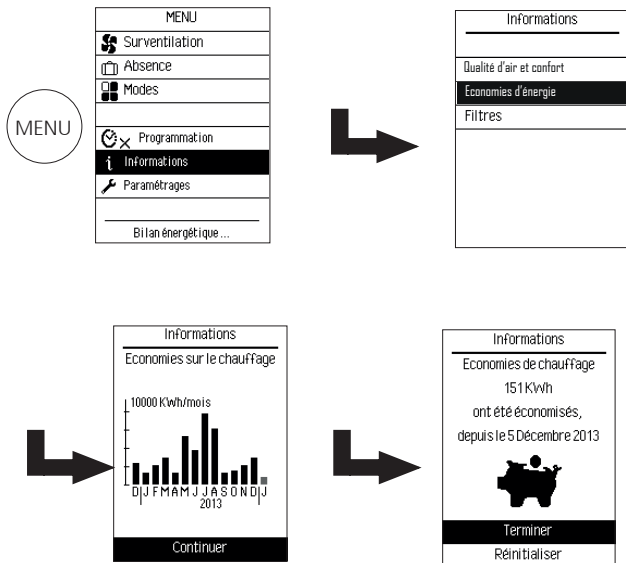 MENU
MENU
Surventilation
Absence
Modes
Programmation
i Informations
Paramétrages
Bilan énergétique...
Informations
Qualité d'air et confort
Economies d'énergie
Filtres
Informations
Economies sur le chauffage
10000 KWh/mois
D J F M A M J J A S O N D J
2013
Continuer
Informations
Economies de chauffage
151 KWh
ont été économisés,
depuis le 5 Décembre 2013
Terminer
Réinitialiser